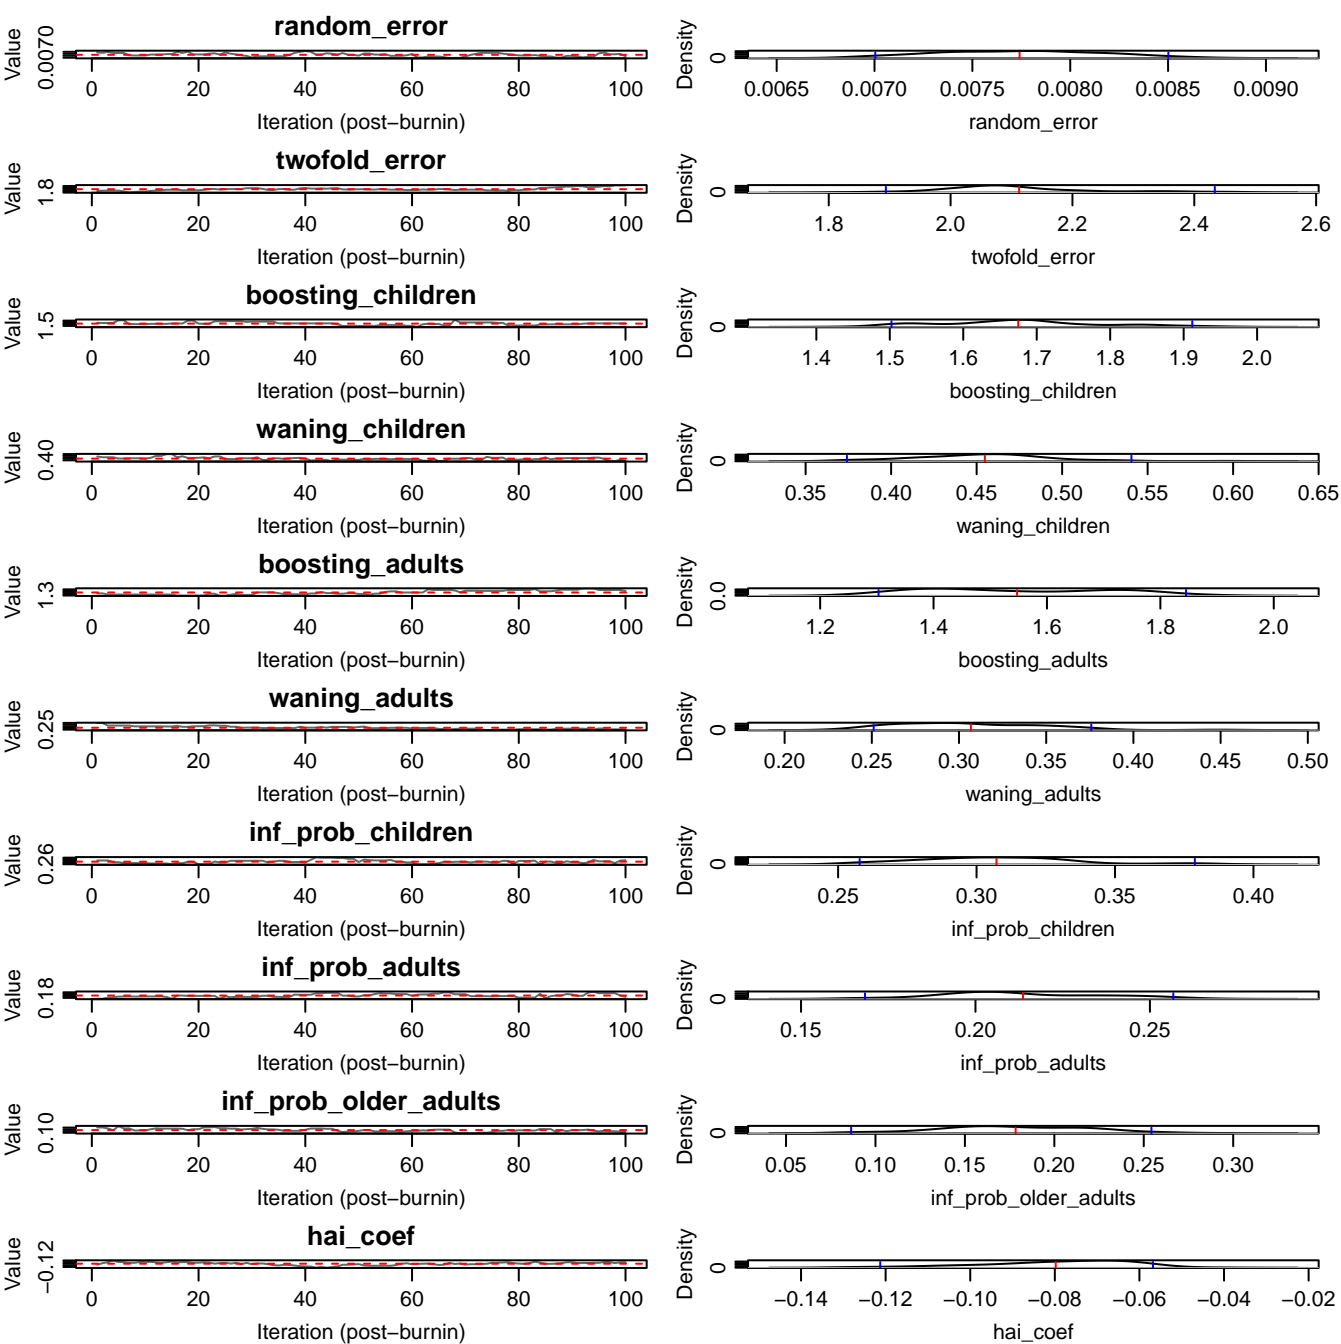 random_error
Value
0.0070
0 20 40 60 80 100
Iteration (post−burnin)
Density
0
0.0065 0.0070 0.0075 0.0080 0.0085 0.0090
random_error
twofold_error
Value
1.8
0 20 40 60 80 100
Iteration (post−burnin)
Density
0
1.8 2.0 2.2 2.4 2.6
twofold_error
boosting_children
Value
1.5
0 20 40 60 80 100
Iteration (post−burnin)
Density
0
1.4 1.5 1.6 1.7 1.8 1.9 2.0
boosting_children
waning_children
Value
0.40
0 20 40 60 80 100
Iteration (post−burnin)
Density
0
0.35 0.40 0.45 0.50 0.55 0.60 0.65
waning_children
boosting_adults
Value
1.3
0 20 40 60 80 100
Iteration (post−burnin)
Density
0.0
1.2 1.4 1.6 1.8 2.0
boosting_adults
waning_adults
Value
0.25
0 20 40 60 80 100
Iteration (post−burnin)
Density
0
0.20 0.25 0.30 0.35 0.40 0.45 0.50
waning_adults
inf_prob_children
Value
0.26
0 20 40 60 80 100
Iteration (post−burnin)
Density
0
0.25 0.30 0.35 0.40
inf_prob_children
inf_prob_adults
Value
0.18
0 20 40 60 80 100
Iteration (post−burnin)
Density
0
0.15 0.20 0.25
inf_prob_adults
inf_prob_older_adults
Value
0.10
0 20 40 60 80 100
Iteration (post−burnin)
Density
0
0.05 0.10 0.15 0.20 0.25 0.30
inf_prob_older_adults
hai_coef
Value
−0.12
0 20 40 60 80 100
Iteration (post−burnin)
Density
0
−0.14 −0.12 −0.10 −0.08 −0.06 −0.04 −0.02
hai_coef